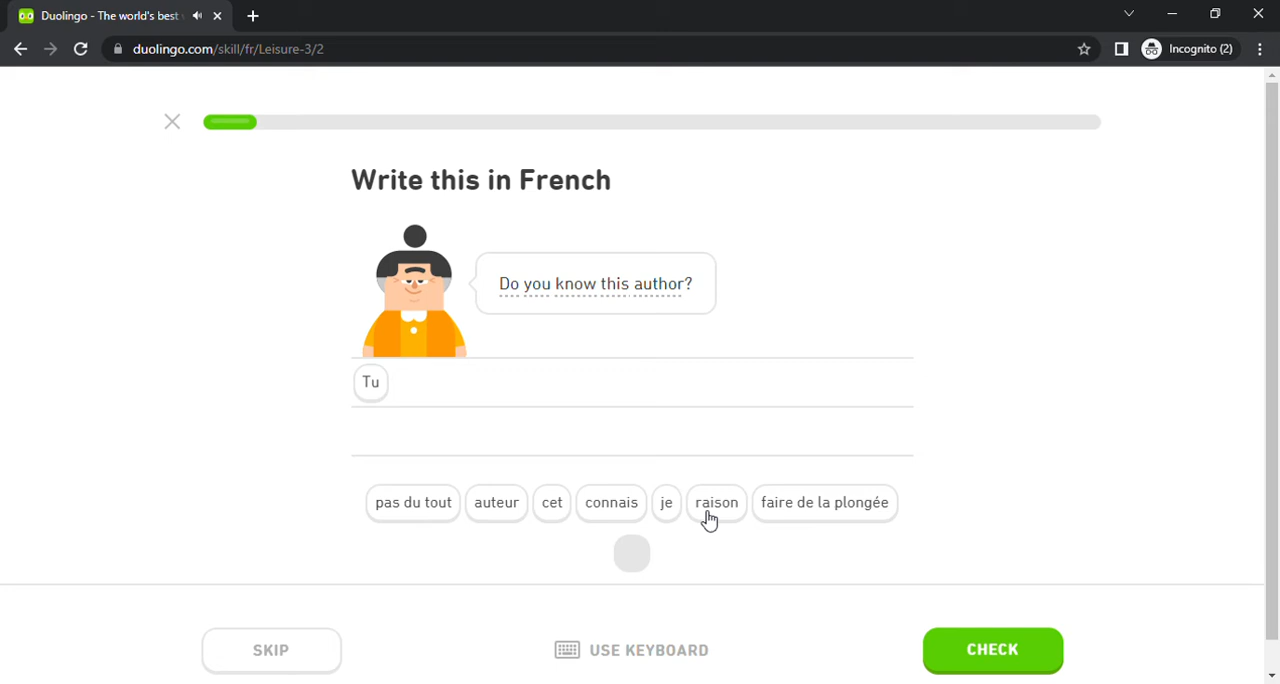 Duolingo - The world's best
duolingo.com/skill/fr/Leisure-3/2
Incognito (2)
Write this in French
Do you know this author?
Tu
pas du tout auteur cet connais je raison faire de la plongée
SKIP USE KEYBOARD CHECK